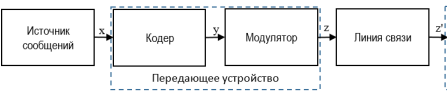 Источник
сообщений
x
Кодер
y
Модулятор
z
Линия связи
z'
Передающее устройство